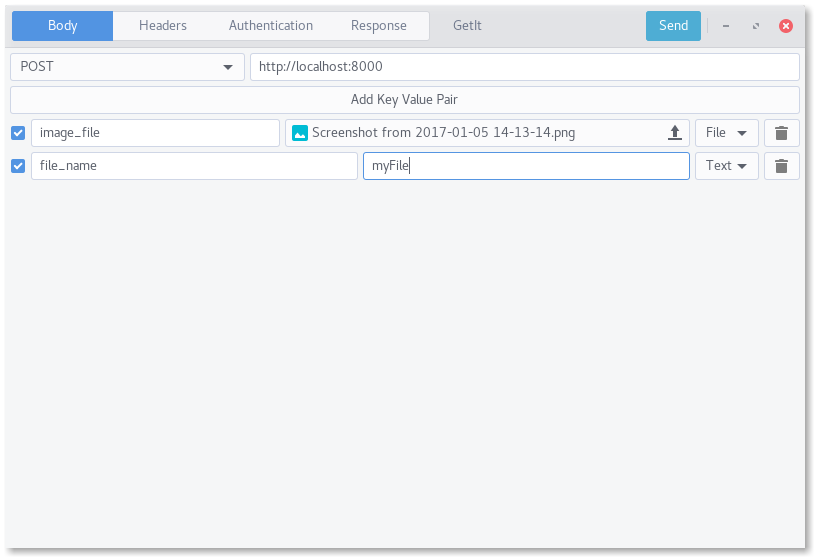 Body Headers Authentication Response GetIt Send
POST http://localhost:8000
Add Key Value Pair
image_file Screenshot from 2017-01-05 14-13-14.png File
file_name myFile Text